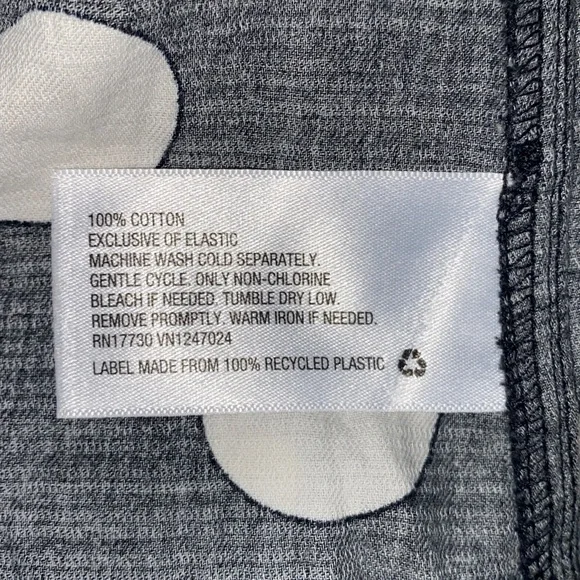 100% COTTON
EXCLUSIVE OF ELASTIC
MACHINE WASH COLD SEPARATELY.
GENTLE CYCLE. ONLY NON-CHLORINE
BLEACH IF NEEDED. TUMBLE DRY LOW.
REMOVE PROMPTLY. WARM IRON IF NEEDED.
RN17730 VN1247024
LABEL MADE FROM 100% RECYCLED PLASTIC